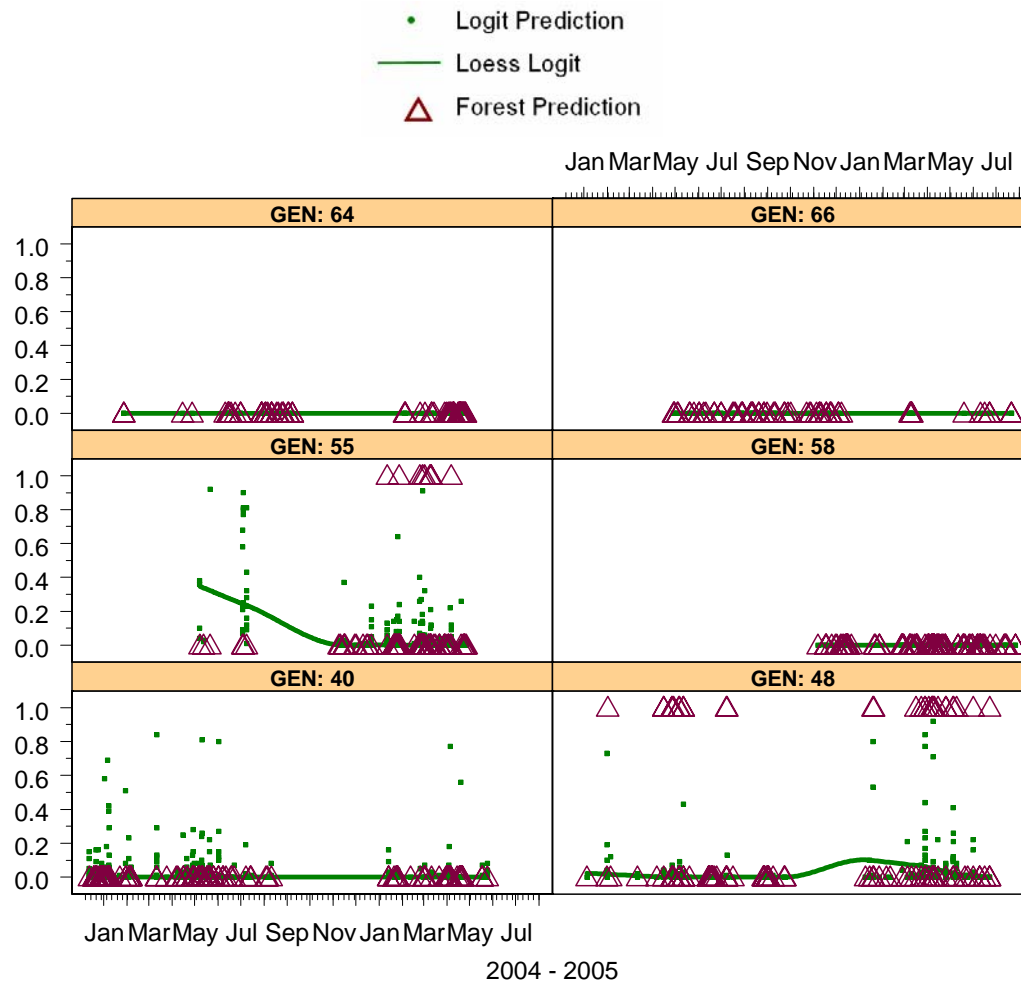 Logit Prediction
Loess Logit
Forest Prediction
Jan Mar May Jul Sep Nov Jan Mar May Jul
GEN: 64 GEN: 66
1.0
0.8
0.6
0.4
0.2
0.0
GEN: 55 GEN: 58
1.0
0.8
0.6
0.4
0.2
0.0
GEN: 40 GEN: 48
1.0
0.8
0.6
0.4
0.2
0.0
Jan Mar May Jul Sep Nov Jan Mar May Jul
2004 - 2005